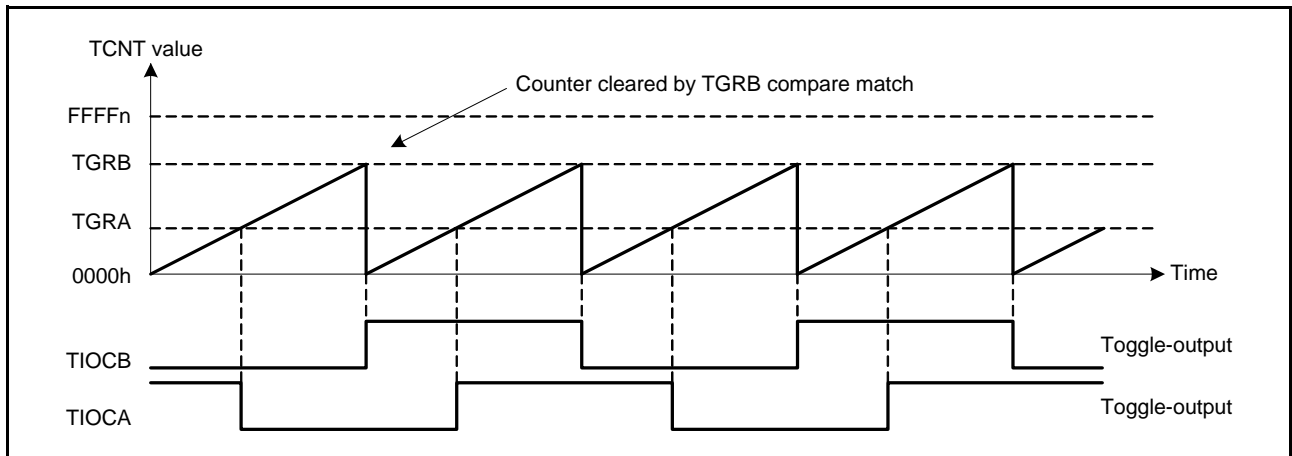 TCNT value
Counter cleared by TGRB compare match
FFFFn
TGRB
TGRA
0000h
Time
TIOCB
Toggle-output
TIOCA
Toggle-output